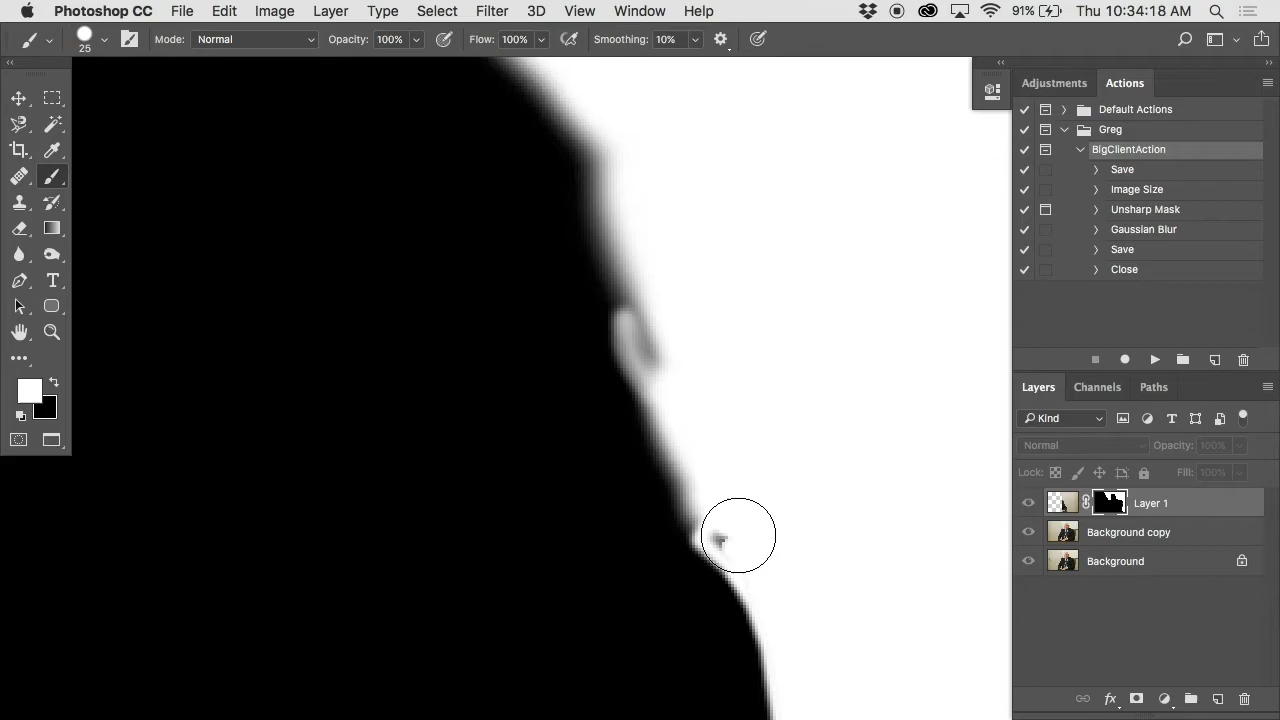 Photoshop CC File Edit Image Layer Type Select Filter 3D View Window Help 91% Thu 10:34:18 AM
25 Mode: Normal Opacity: 100% Flow: 100% Smoothing: 10%
Adjustments Actions
Default Actions
Greg
BigClientAction
Save
Image Size
Unsharp Mask
Gaussian Blur
Save
Close
Layers Channels Paths
Kind
Normal Opacity: 100%
Lock: Fill: 100%
Layer 1
Background copy
Background
fx